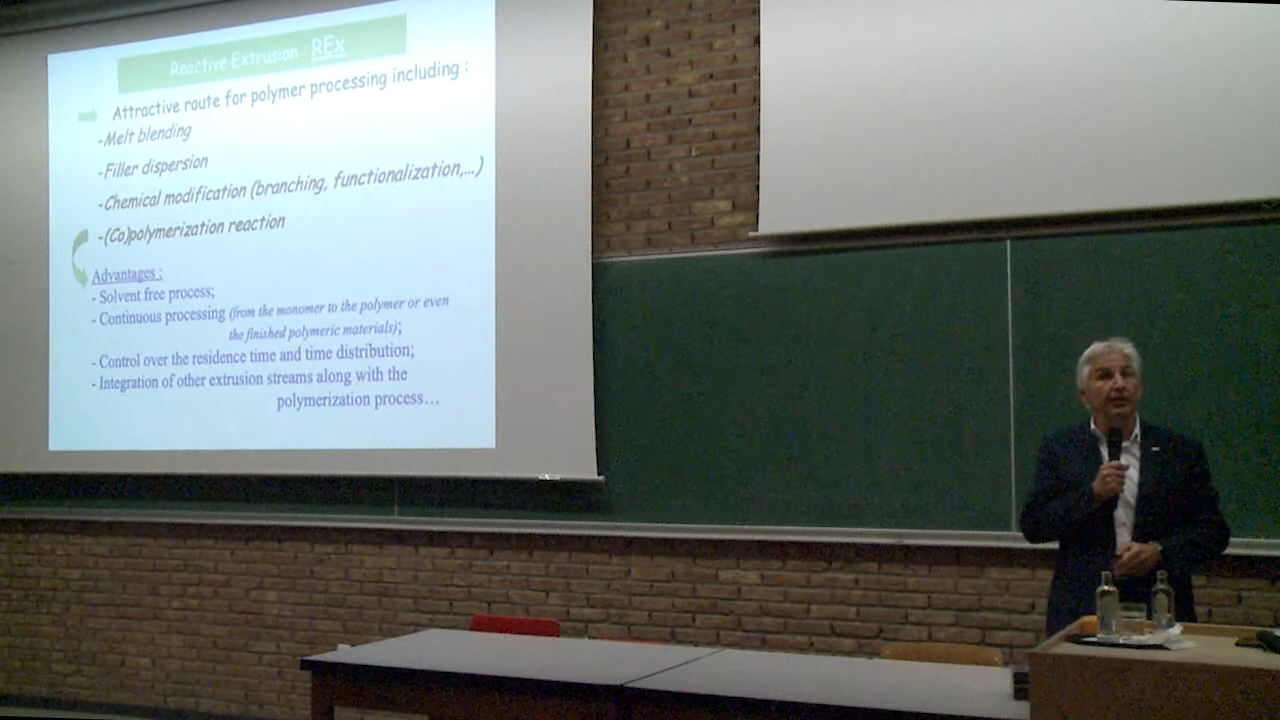 Reactive Extrusion : REx
Attractive route for polymer processing including :
-Melt blending
-Filler dispersion
-Chemical modification (branching, functionalization,...)
-(Co)polymerization reaction
Advantages :
- Solvent free process;
- Continuous processing (from the monomer to the polymer or even
the finished polymeric materials);
- Control over the residence time and time distribution;
- Integration of other extrusion streams along with the
polymerization process...